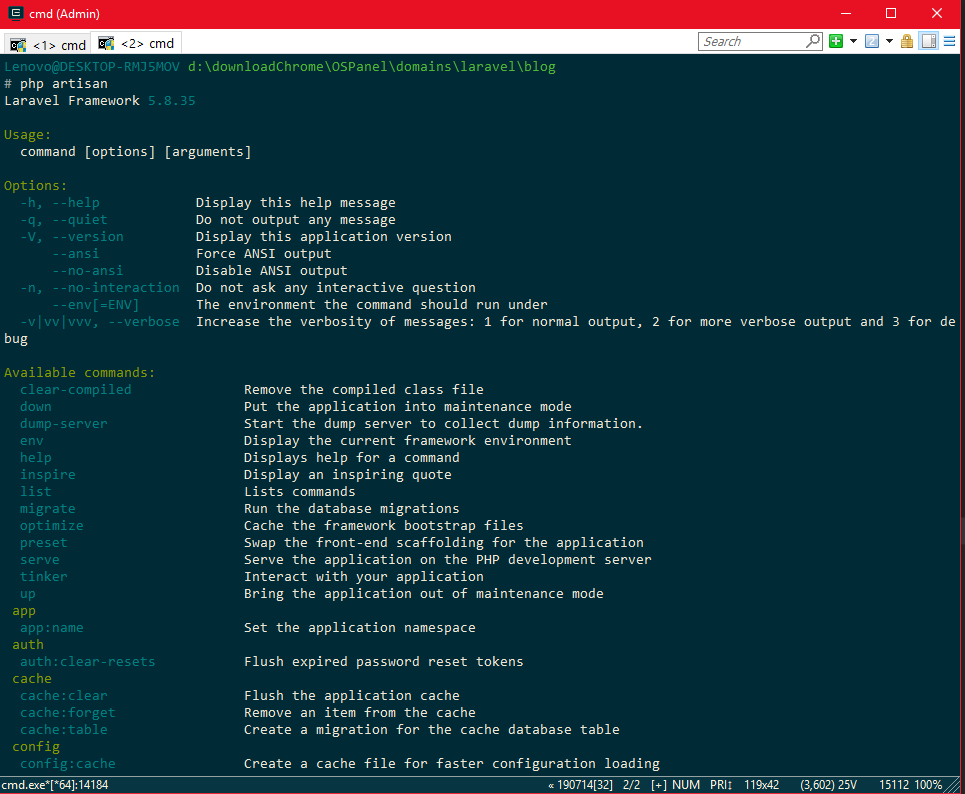 cmd (Admin)
<1> cmd <2> cmd Search
Lenovo@DESKTOP-RMJ5MOV d:\downloadChrome\OSPanel\domains\laravel\blog
# php artisan
Laravel Framework 5.8.35
Usage:
command [options] [arguments]
Options:
-h, --help Display this help message
-q, --quiet Do not output any message
-V, --version Display this application version
--ansi Force ANSI output
--no-ansi Disable ANSI output
-n, --no-interaction Do not ask any interactive question
--env[=ENV] The environment the command should run under
-v|vv|vvv, --verbose Increase the verbosity of messages: 1 for normal output, 2 for more verbose output and 3 for de
bug
Available commands:
clear-compiled Remove the compiled class file
down Put the application into maintenance mode
dump-server Start the dump server to collect dump information.
env Display the current framework environment
help Displays help for a command
inspire Display an inspiring quote
list Lists commands
migrate Run the database migrations
optimize Cache the framework bootstrap files
preset Swap the front-end scaffolding for the application
serve Serve the application on the PHP development server
tinker Interact with your application
up Bring the application out of maintenance mode
app
app:name Set the application namespace
auth
auth:clear-resets Flush expired password reset tokens
cache
cache:clear Flush the application cache
cache:forget Remove an item from the cache
cache:table Create a migration for the cache database table
config
config:cache Create a cache file for faster configuration loading
cmd.exe*[*64]:14184 « 190714[32] 2/2 [+] NUM PRI↕ 119x42 (3,602) 25V 15112 100%